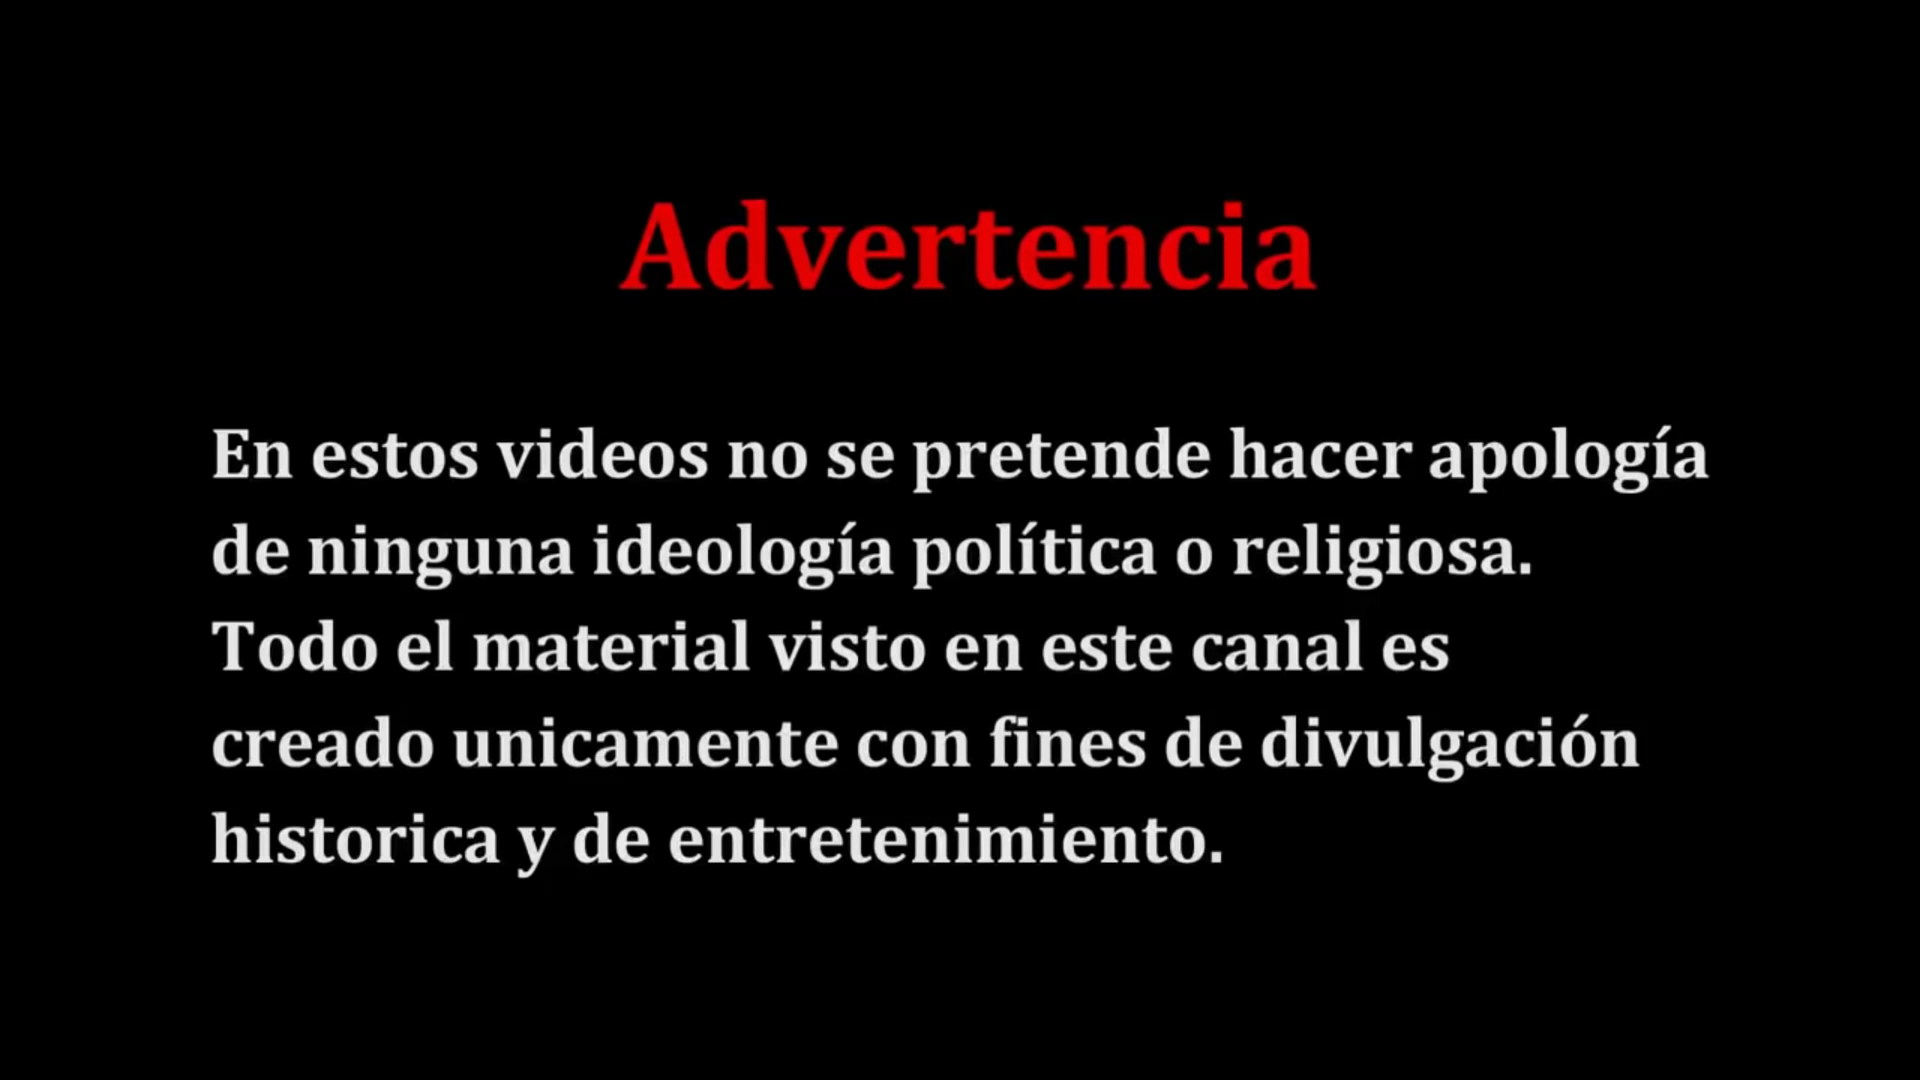 Advertencia
En estos videos no se pretende hacer apología
de ninguna ideología política o religiosa.
Todo el material visto en este canal es
creado unicamente con fines de divulgación
historica y de entretenimiento.